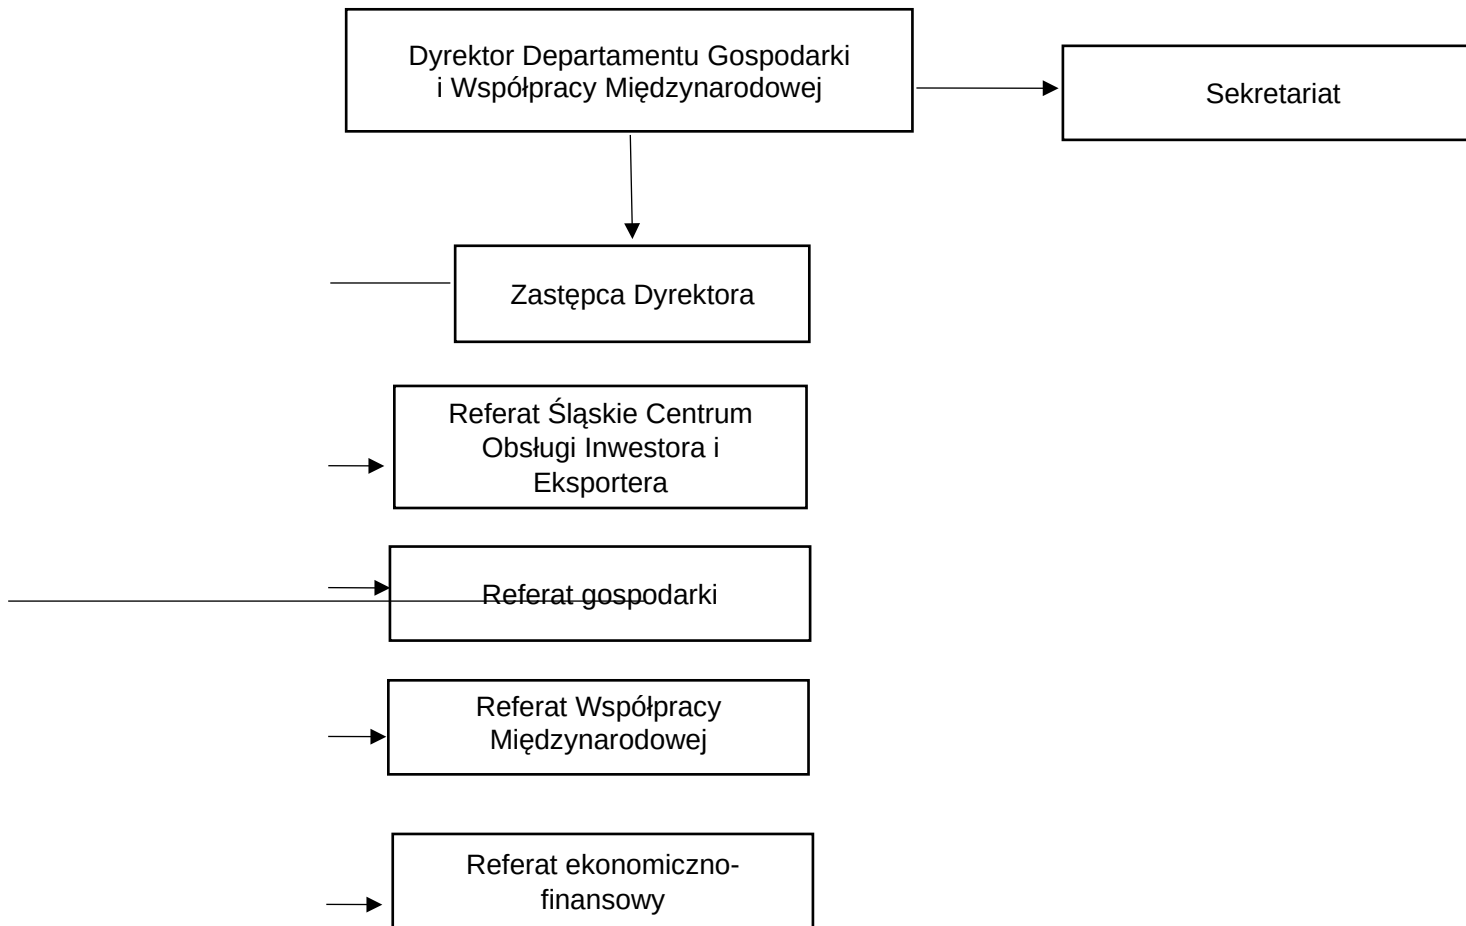 Dyrektor Departamentu Gospodarki
i Współpracy Międzynarodowej
Sekretariat
Zastępca Dyrektora
Referat Śląskie Centrum
Obsługi Inwestora i
Eksportera
Referat gospodarki
Referat Współpracy
Międzynarodowej
Referat ekonomiczno-
finansowy